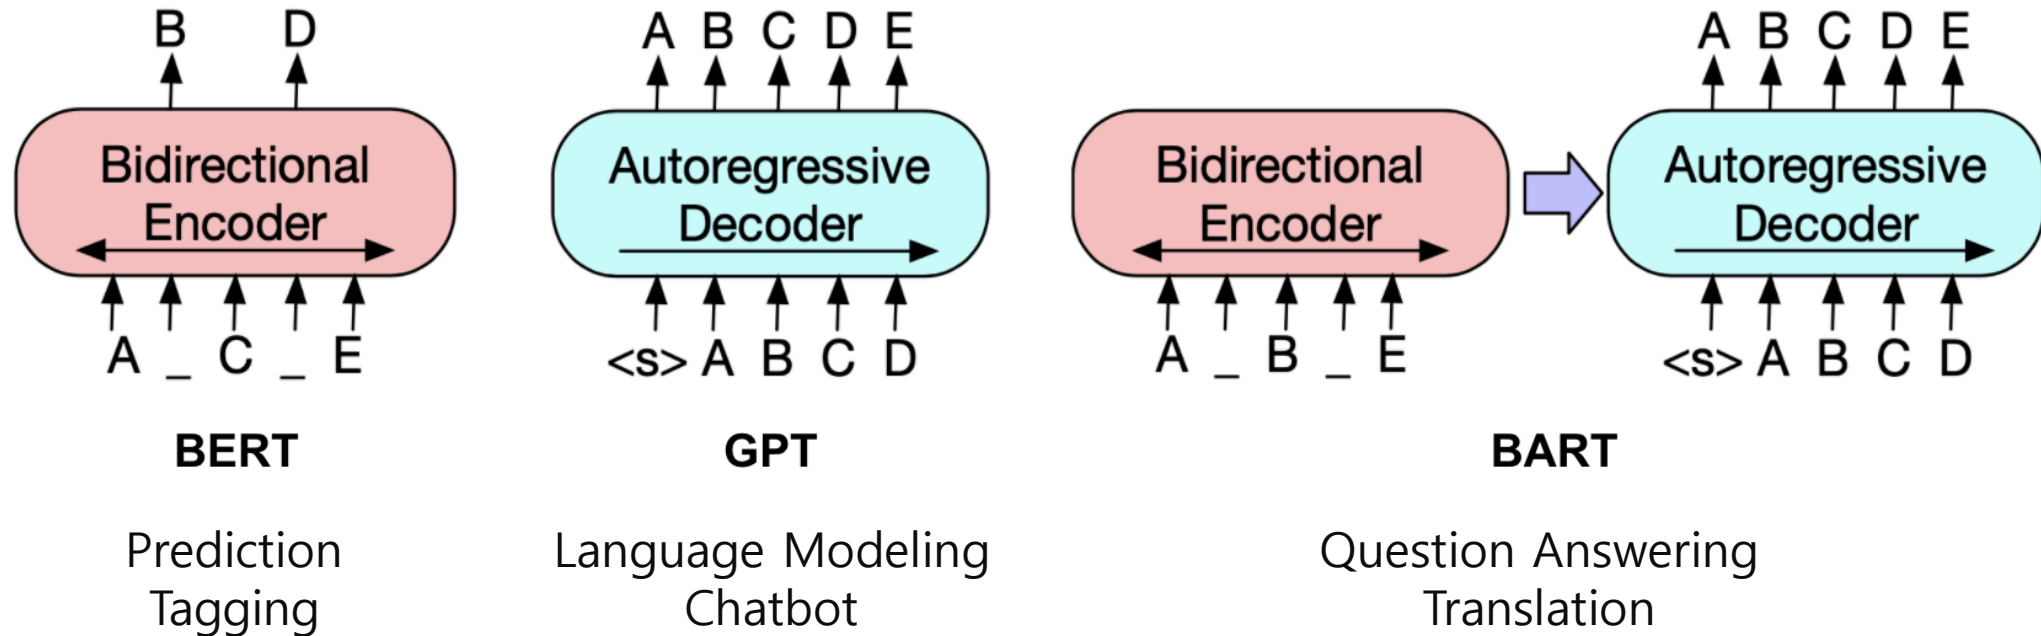 B D
A B C D E
A B C D E
Bidirectional
Encoder
Autoregressive
Decoder
Bidirectional
Encoder
Autoregressive
Decoder
A _ C _ E
<s> A B C D
A _ B _ E
<s> A B C D
BERT
GPT
BART
Prediction
Tagging
Language Modeling
Chatbot
Question Answering
Translation